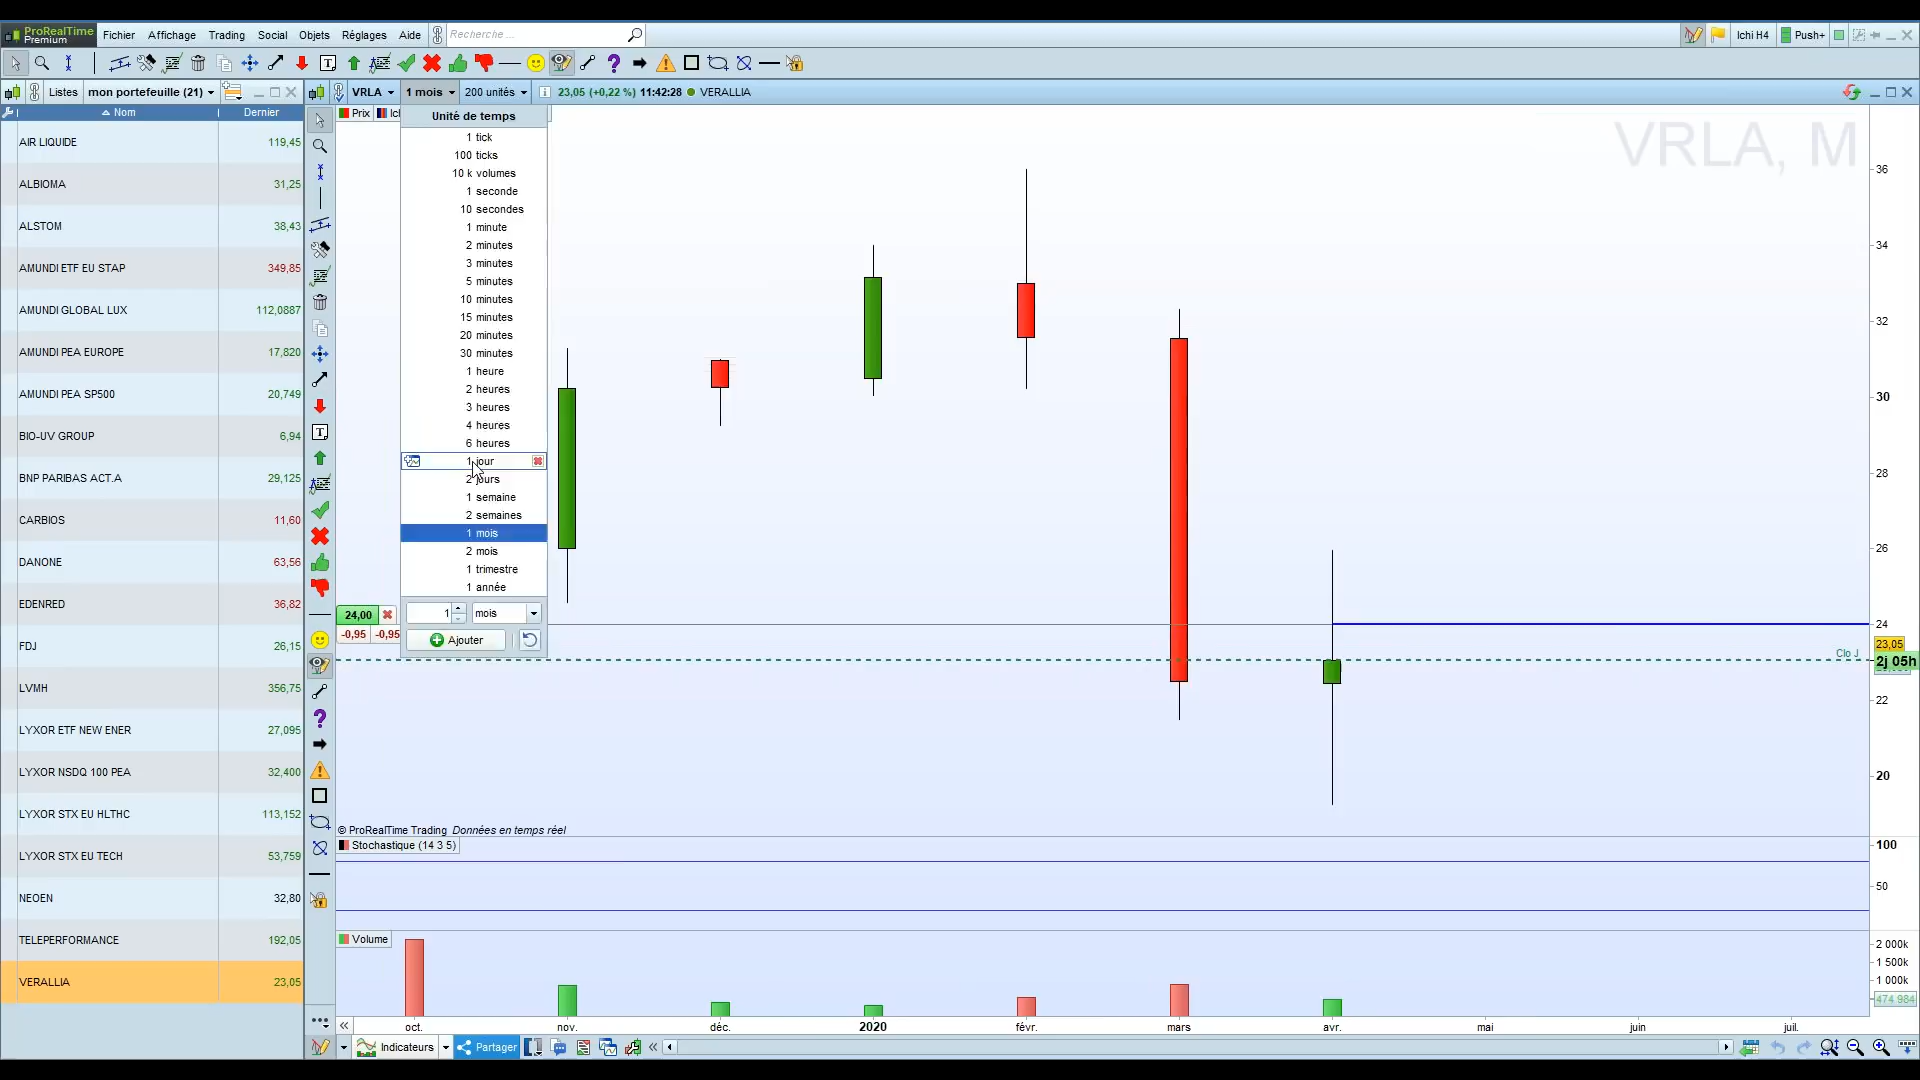 ProRealTime
Premium
Fichier Affichage Trading Social Objets Réglages Aide Recherche... Ichi H4 Push+
T
Listes mon portefeuille (21) VRLA 1 mois 200 unités 23,05 (+0,22 %) 11:42:28 VERALLIA
Nom Dernier
AIR LIQUIDE 119,45
ALBIOMA 31,25
ALSTOM 38,43
AMUNDI ETF EU STAP 349,85
AMUNDI GLOBAL LUX 112,0887
AMUNDI PEA EUROPE 17,820
AMUNDI PEA SP500 20,749
BIO-UV GROUP 6,94
BNP PARIBAS ACT.A 29,125
CARBIOS 11,60
DANONE 63,56
EDENRED 36,82
FDJ 26,15
LVMH 356,75
LYXOR ETF NEW ENER 27,095
LYXOR NSDQ 100 PEA 32,400
LYXOR STX EU HLTHC 113,152
LYXOR STX EU TECH 53,759
NEOEN 32,80
TELEPERFORMANCE 192,05
VERALLIA 23,05
T
Prix
Unité de temps
1 tick
100 ticks
10 k volumes
1 seconde
10 secondes
1 minute
2 minutes
3 minutes
5 minutes
10 minutes
15 minutes
20 minutes
30 minutes
1 heure
2 heures
3 heures
4 heures
6 heures
1 jour
2 jours
1 semaine
2 semaines
1 mois
2 mois
1 trimestre
1 année
1 mois
Ajouter
24,00
-0,95 -0,95
VRLA, M
36
34
32
30
28
26
24
23,05
Clo J 2j 05h
22
20
© ProRealTime Trading Données en temps réel
Stochastique (14 3 5)
100
50
Volume
2 000k
1 500k
1 000k
474 984
oct. nov. déc. 2020 févr. mars avr. mai juin juil.
Indicateurs Partager